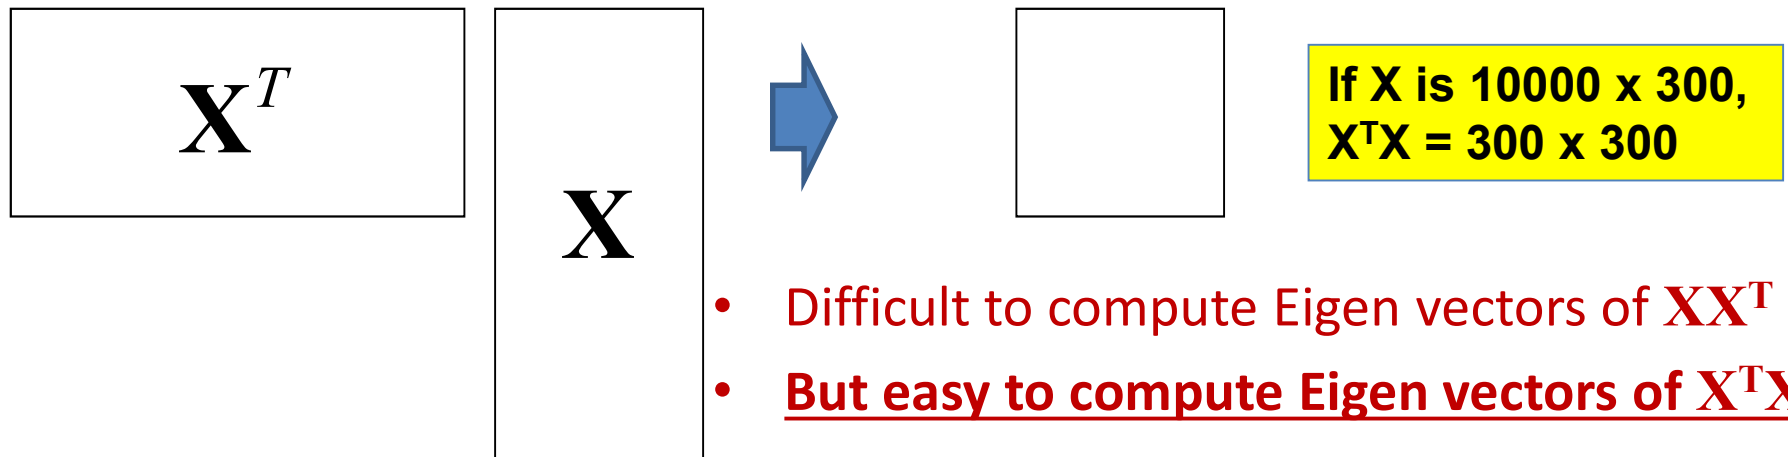 X^T
X
If X is 10000 x 300,
X^TX = 300 x 300
• Difficult to compute Eigen vectors of XX^T
• But easy to compute Eigen vectors of X^TX